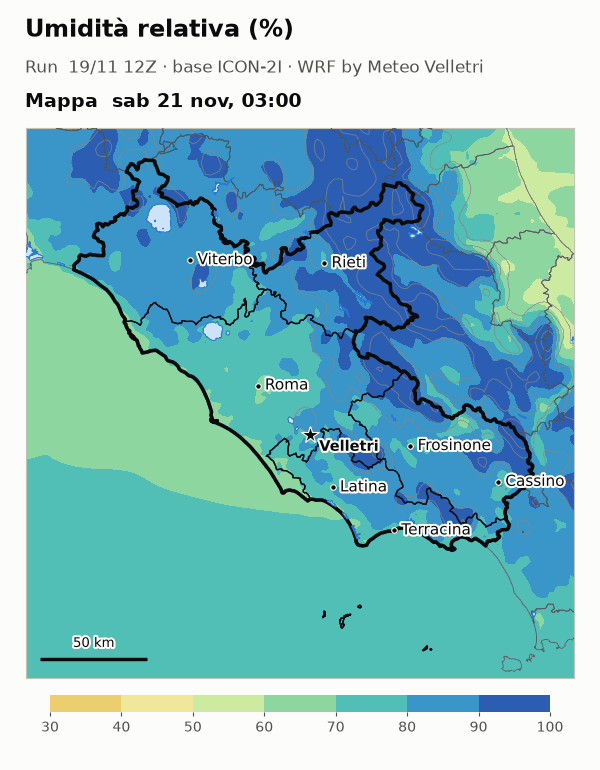 Umidità relativa (%)
Run  19/11 12Z · base ICON-2I · WRF by Meteo Velletri
Mappa  sab 21 nov, 03:00
Viterbo
Rieti
Roma
Velletri
Frosinone
Latina
Cassino
Terracina
50 km
30 40 50 60 70 80 90 100